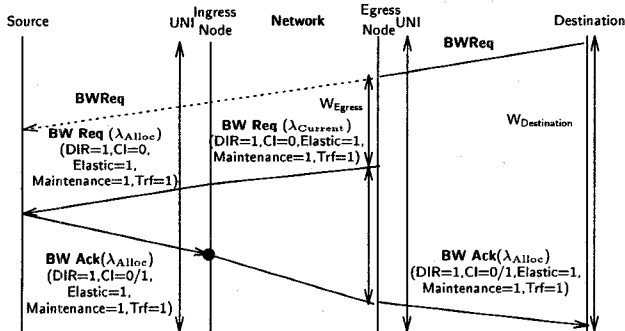 Source
UNI
Ingress
Node
Network
Egress
Node
UNI
Destination
BWReq
BWReq
W_Egress
W_Destination
BW Req (λ_Alloc)
(DIR=1,CI=0,
Elastic=1,
Maintenance=1,Trf=1)
BW Req (λ_Current)
(DIR=1,CI=0,Elastic=1,
Maintenance=1,Trf=1)
BW Ack(λ_Alloc)
(DIR=1,CI=0/1,
Elastic=1,
Maintenance=1,Trf=1)
BW Ack(λ_Alloc)
(DIR=1,CI=0/1,Elastic=1,
Maintenance=1,Trf=1)